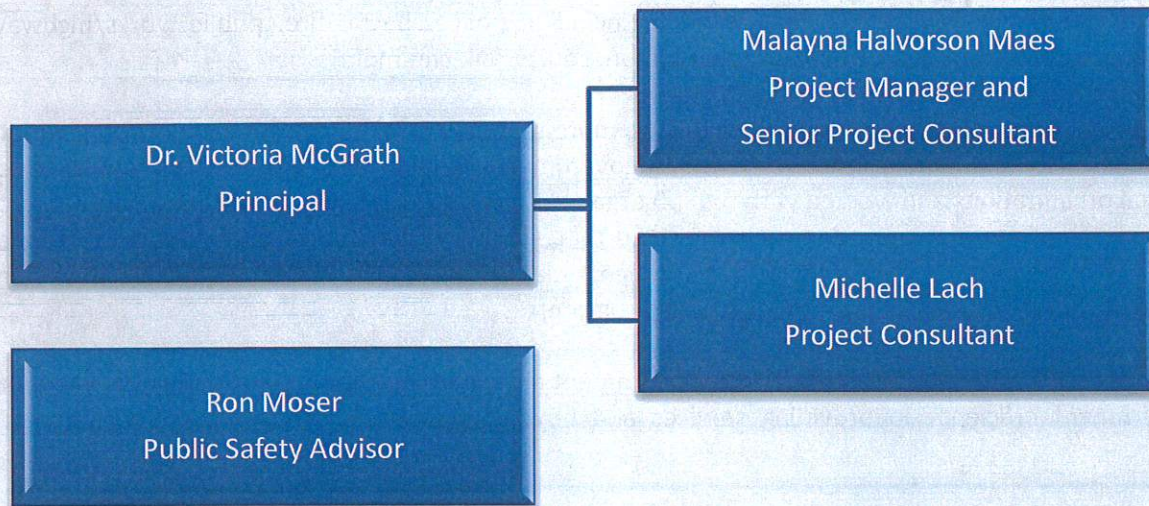 Dr. Victoria McGrath
Principal
Malayna Halvorson Maes
Project Manager and
Senior Project Consultant
Michelle Lach
Project Consultant
Ron Moser
Public Safety Advisor